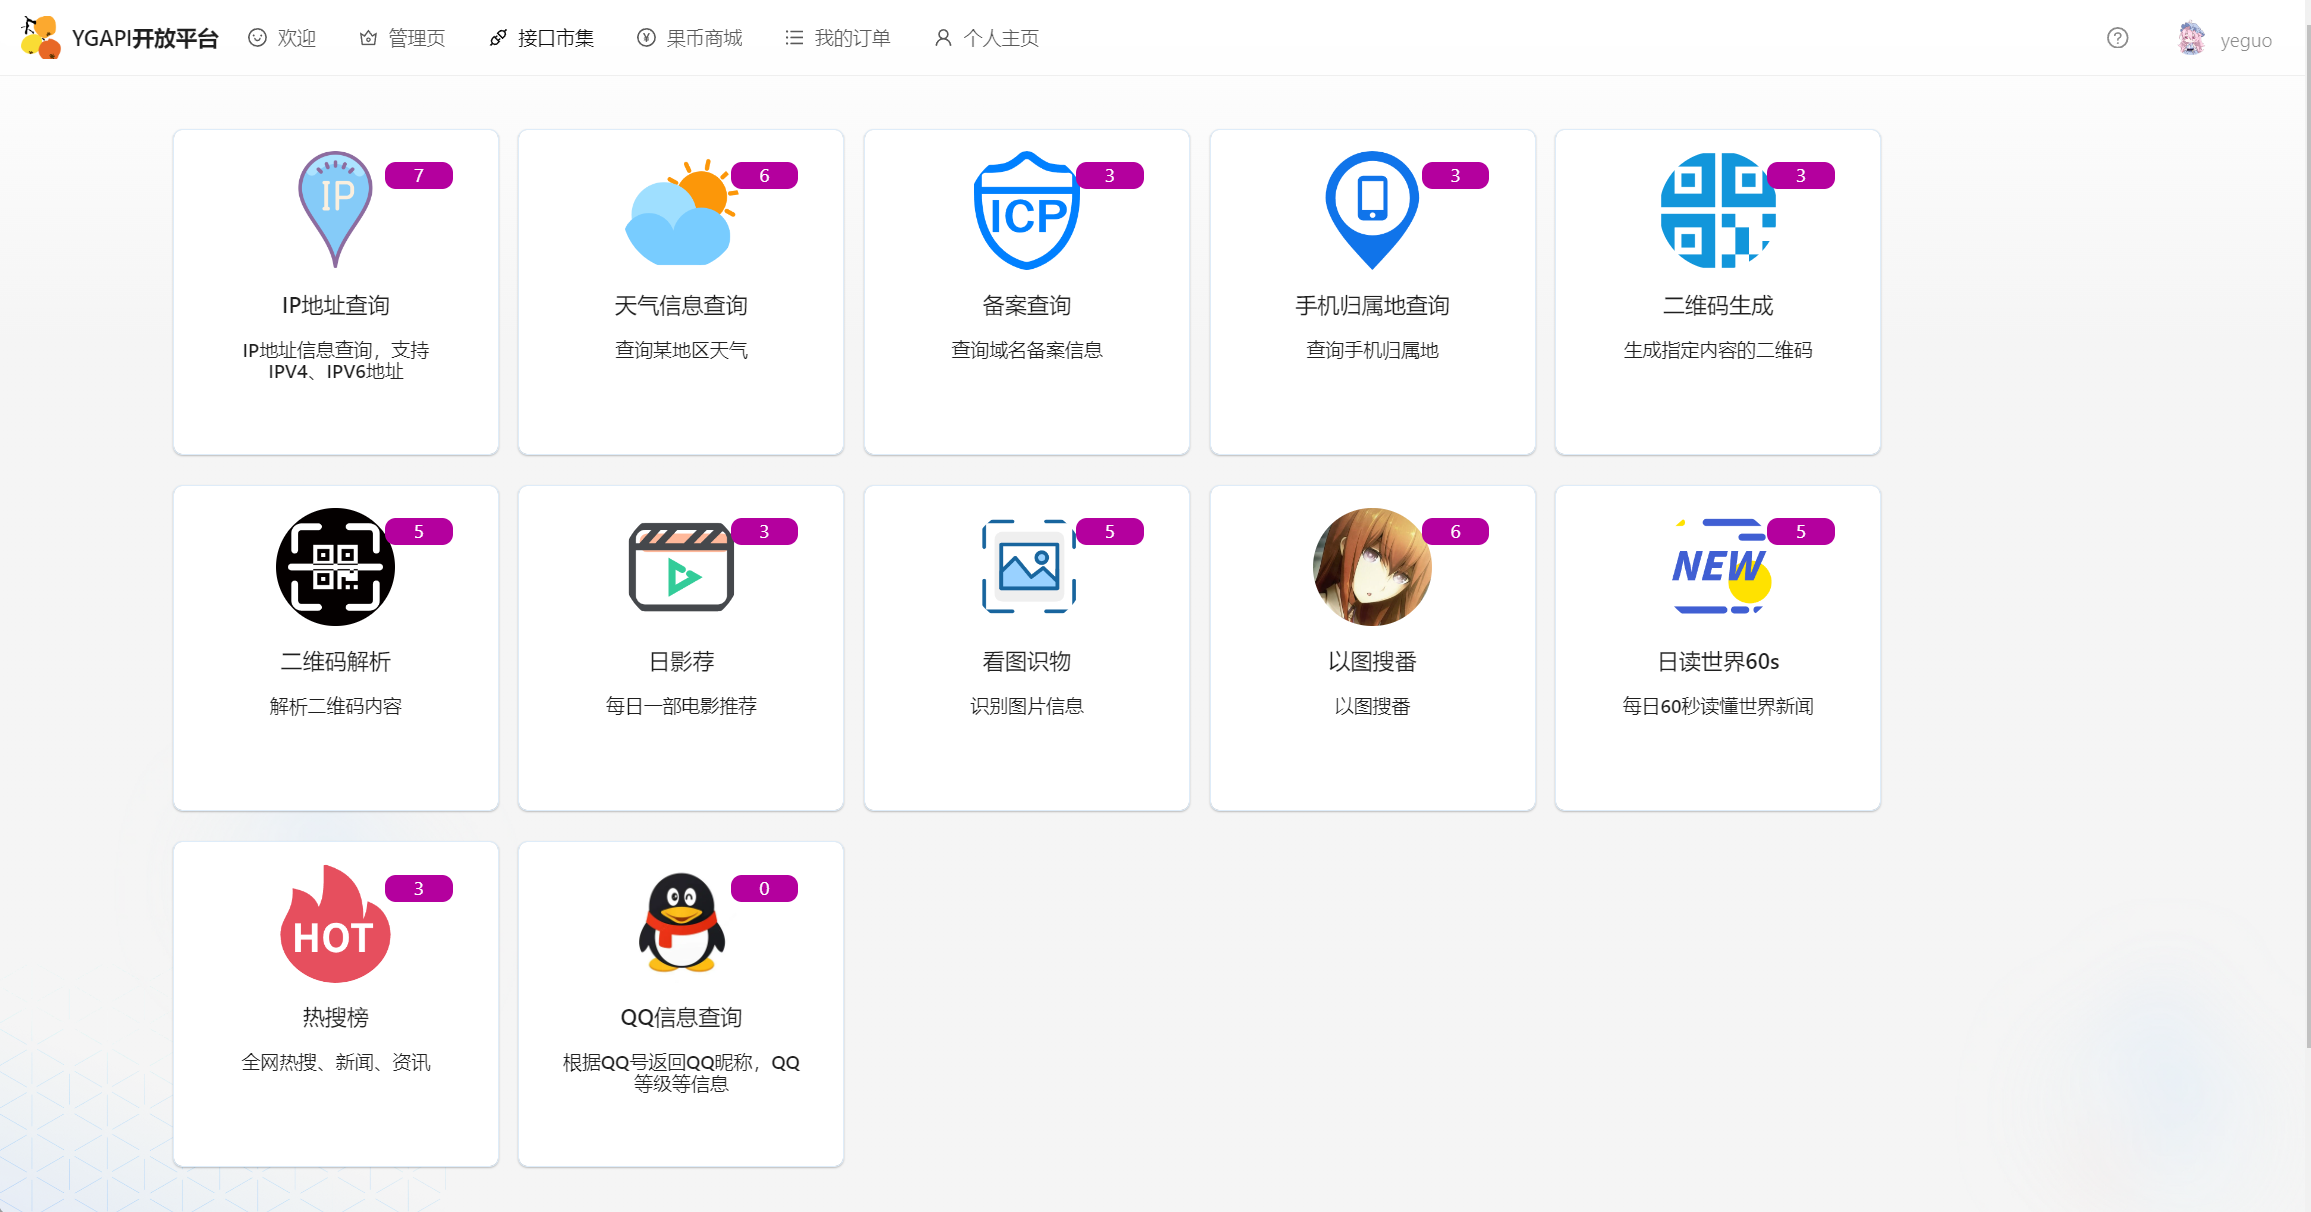 YGAPI开放平台 欢迎 管理页 接口市集 果币商城 我的订单 个人主页 yeguo
IP 7
6
ICP 3
3
3
IP地址查询
天气信息查询
备案查询
手机归属地查询
二维码生成
IP地址信息查询，支持
IPV4、IPV6地址
查询某地区天气
查询域名备案信息
查询手机归属地
生成指定内容的二维码
5
3
5
6
NEW 5
二维码解析
日影荐
看图识物
以图搜番
日读世界60s
解析二维码内容
每日一部电影推荐
识别图片信息
以图搜番
每日60秒读懂世界新闻
HOT 3
0
热搜榜
QQ信息查询
全网热搜、新闻、资讯
根据QQ号返回QQ昵称，QQ
等级等信息